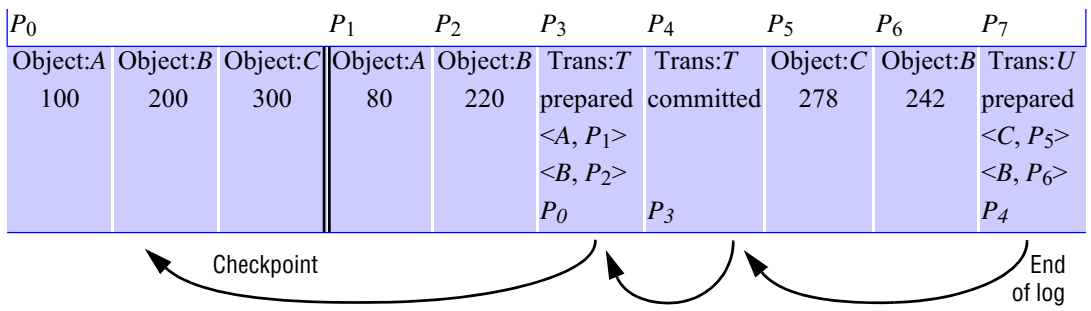 P0 P1 P2 P3 P4 P5 P6 P7
Object:A Object:B Object:C Object:A Object:B Trans:T Trans:T Object:C Object:B Trans:U
100 200 300 80 220 prepared committed 278 242 prepared
<A, P1> <C, P5>
<B, P2> <B, P6>
P0 P3 P4
Checkpoint End
of log